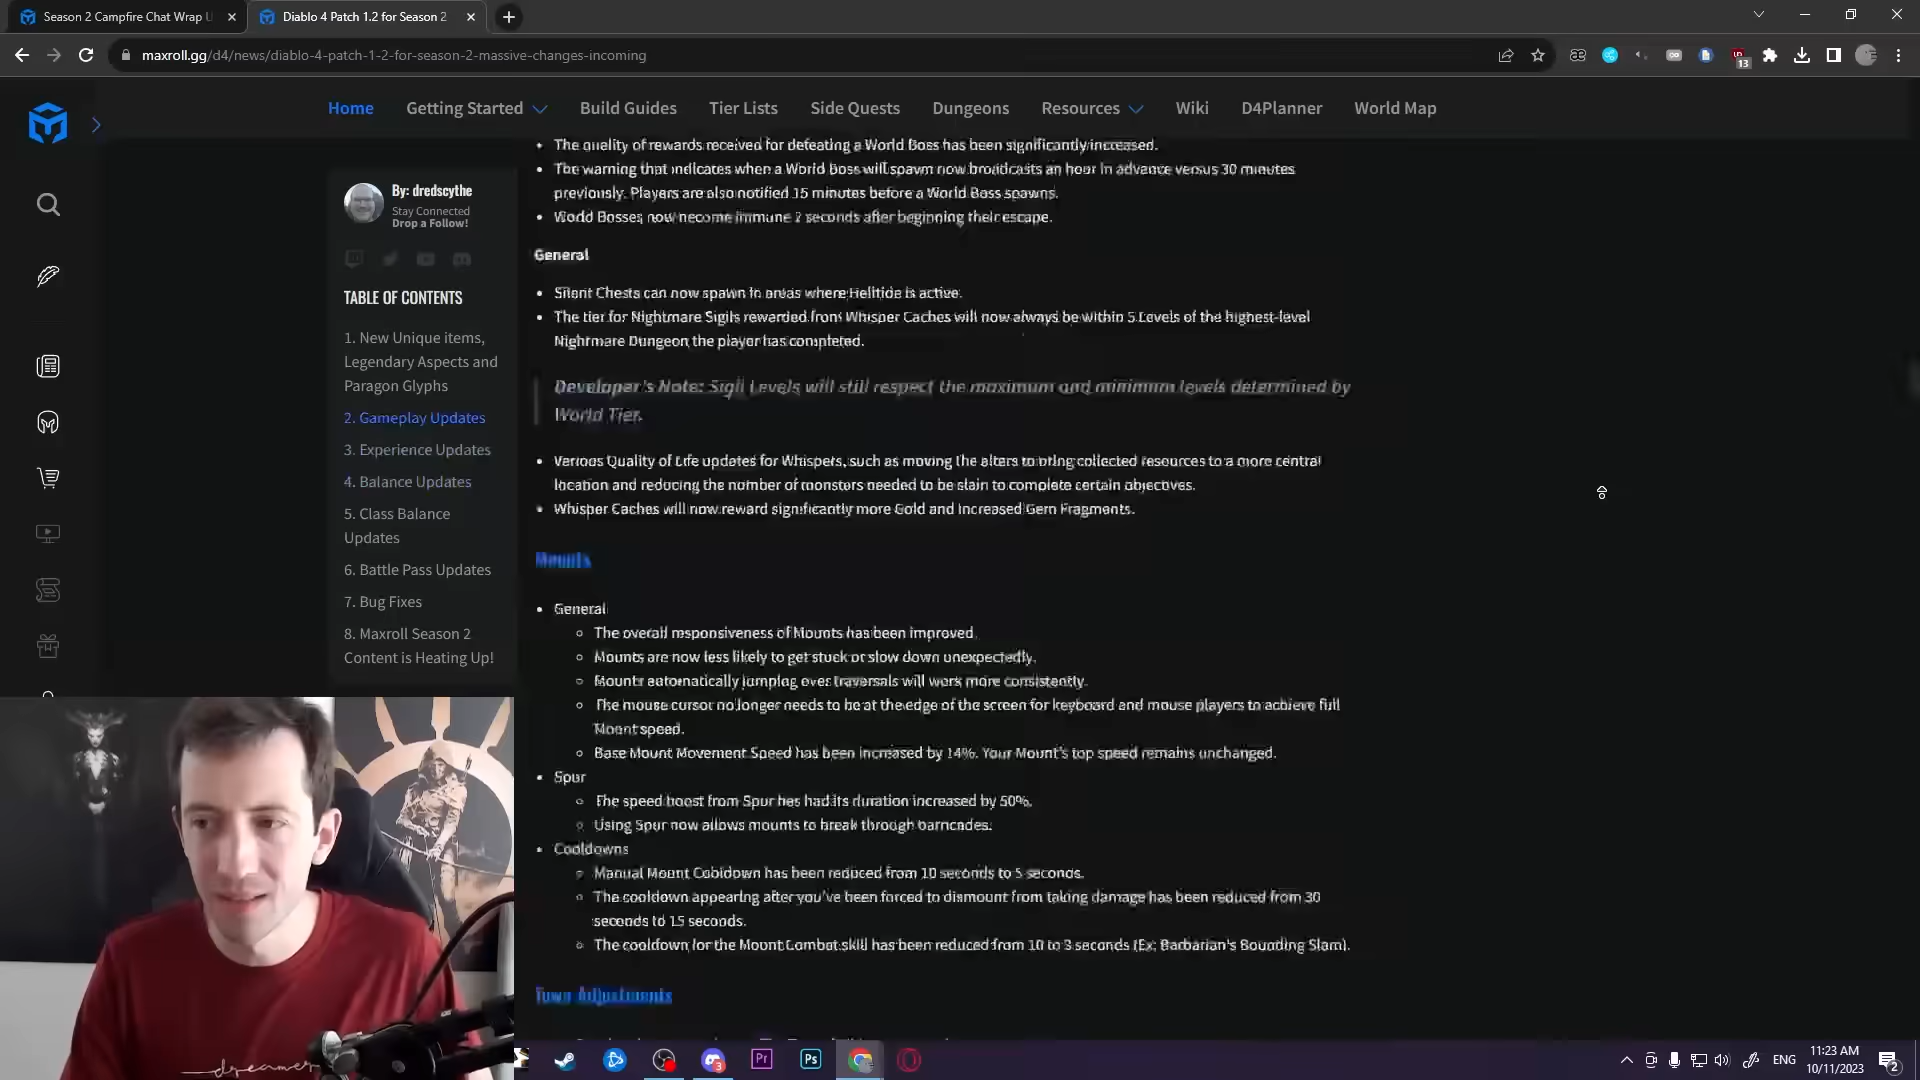 Season 2 Campfire Chat Wrap U
Diablo 4 Patch 1.2 for Season 2
maxroll.gg/d4/news/diablo-4-patch-1-2-for-season-2-massive-changes-incoming
13
Home Getting Started Build Guides Tier Lists Side Quests Dungeons Resources Wiki D4Planner World Map
By: dredscythe
Stay Connected
Drop a Follow!
TABLE OF CONTENTS
1. New Unique items,
Legendary Aspects and
Paragon Glyphs
2. Gameplay Updates
3. Experience Updates
4. Balance Updates
5. Class Balance
Updates
6. Battle Pass Updates
7. Bug Fixes
8. Maxroll Season 2
Content is Heating Up!
The quality of rewards received for defeating a World Boss has been significantly increased.
The warning that indicates when a World Boss will spawn now broadcasts an hour in advance versus 30 minutes
previously. Players are also notified 15 minutes before a World Boss spawns.
World Bosses, now become immune 2 seconds after beginning their escape.
General
Silent Chests can now spawn in areas where Helltide is active.
The tier for Nightmare Sigils rewarded from Whisper Caches will now always be within 5 Levels of the highest-level
Nightmare Dungeon the player has completed.
Developer's Note: Sigil Levels will still respect the maximum and minimum levels determined by
World Tier.
Various Quality of Life updates for Whispers, such as moving the altars to bring collected resources to a more central
location and reducing the number of monsters needed to be slain to complete certain objectives.
Whisper Caches will now reward significantly more Gold and increased Gem Fragments.
Mounts
General
The overall responsiveness of Mounts has been improved.
Mounts are now less likely to get stuck or slow down unexpectedly.
Mounts automatically jumping over traversals will work more consistently.
The mouse cursor no longer needs to be at the edge of the screen for keyboard and mouse players to achieve full
Mount speed.
Base Mount Movement Speed has been increased by 14%. Your Mount's top speed remains unchanged.
Spur
The speed boost from Spur has had its duration increased by 50%.
Using Spur now allows mounts to break through barricades.
Cooldowns
Manual Mount Cooldown has been reduced from 10 seconds to 5 seconds.
The cooldown appearing after you've been forced to dismount from taking damage has been reduced from 30
seconds to 15 seconds.
The cooldown for the Mount Combat skill has been reduced from 10 to 3 seconds (Ex: Barbarian's Bounding Slam).
Town Adjustments
dreamer
3
Pr
Ps
ENG
11:23 AM
10/11/2023
2